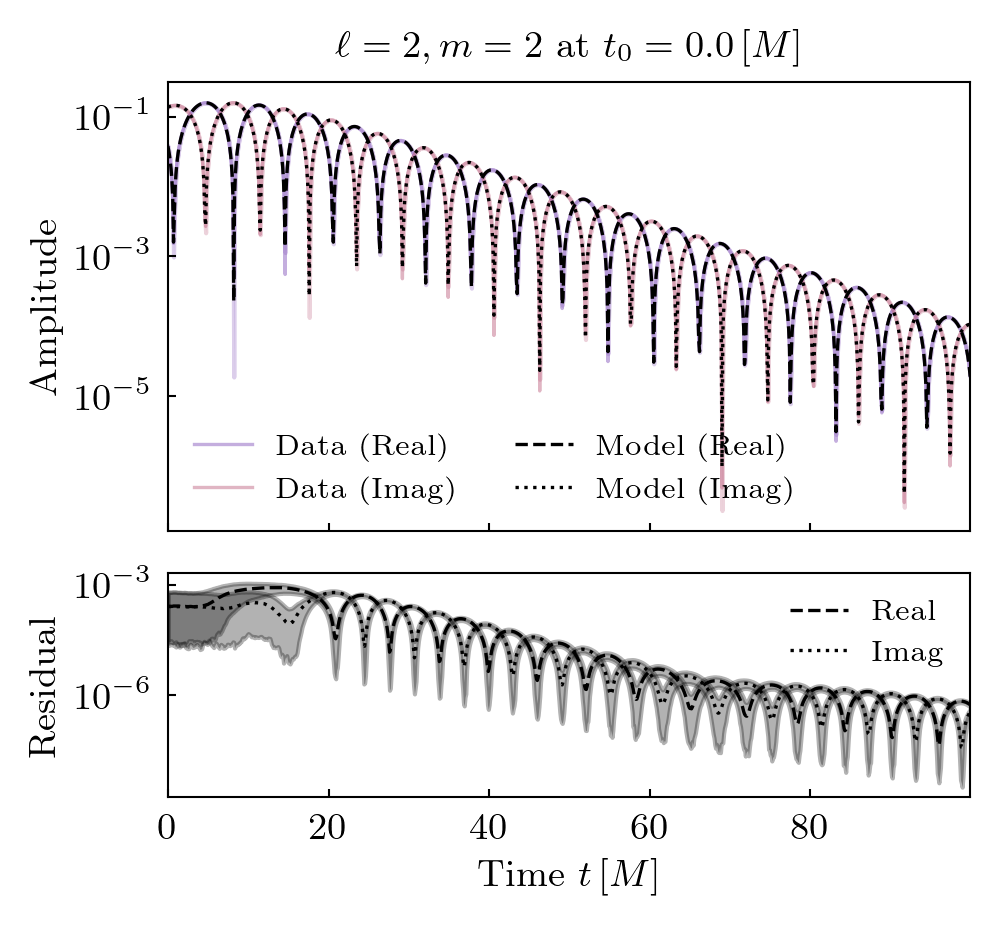 ℓ = 2, m = 2 at t₀ = 0.0 [M]
10⁻¹
10⁻³
10⁻⁵
Amplitude
Data (Real)
Data (Imag)
Model (Real)
Model (Imag)
10⁻³
10⁻⁶
Residual
Real
Imag
0 20 40 60 80
Time t [M]